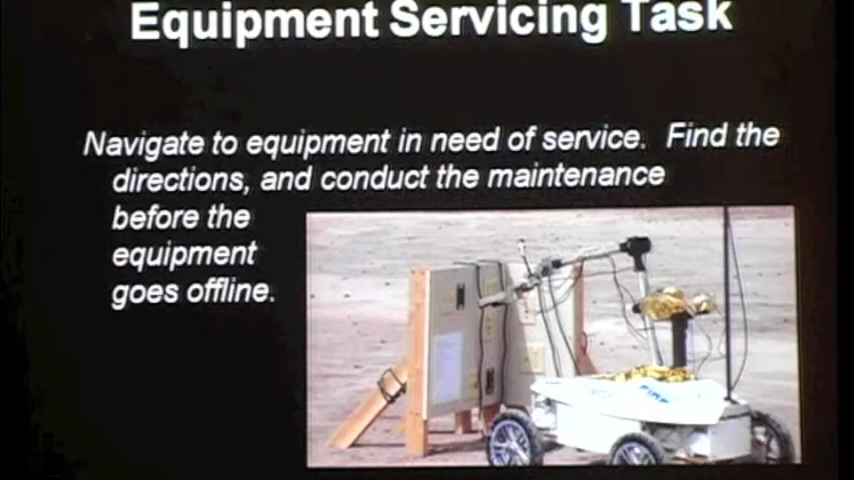 Equipment Servicing Task
Navigate to equipment in need of service. Find the
directions, and conduct the maintenance
before the
equipment
goes offline.